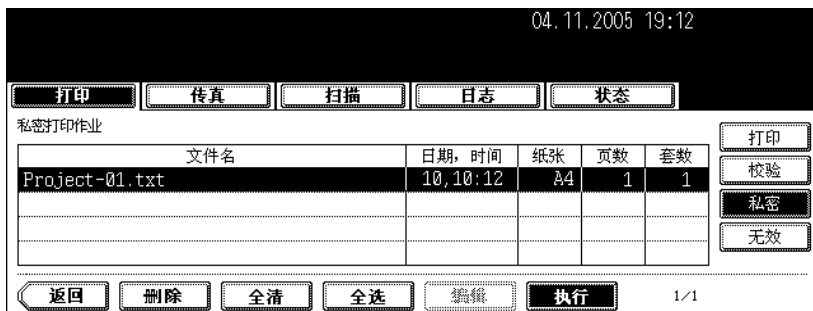 04.11.2005 19:12
打印 传真 扫描 日志 状态
私密打印作业
打印
文件名 日期，时间 纸张 页数 套数
校验
Project-01.txt 10,10:12 A4 1 1
私密
无效
返回 删除 全清 全选 编辑 执行 1/1